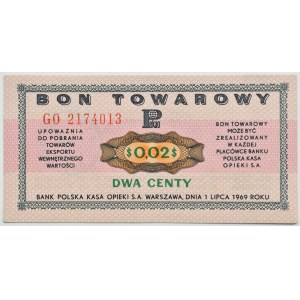 BON TOWAROWY
GO 2174013
UPOWAŻNIA
DO POBRANIA
TOWARÓW
EKSPORTU
WEWNĘTRZNEGO
WARTOŚCI
$0,02$
BON TOWAROWY
MOŻE BYĆ
ZREALIZOWANY
W KAŻDEJ
PLACÓWCE BANKU
POLSKA KASA
OPIEKI S.A.
DWA CENTY
BANK POLSKA KASA OPIEKI S.A. WARSZAWA, DNIA 1 LIPCA 1969 ROKU